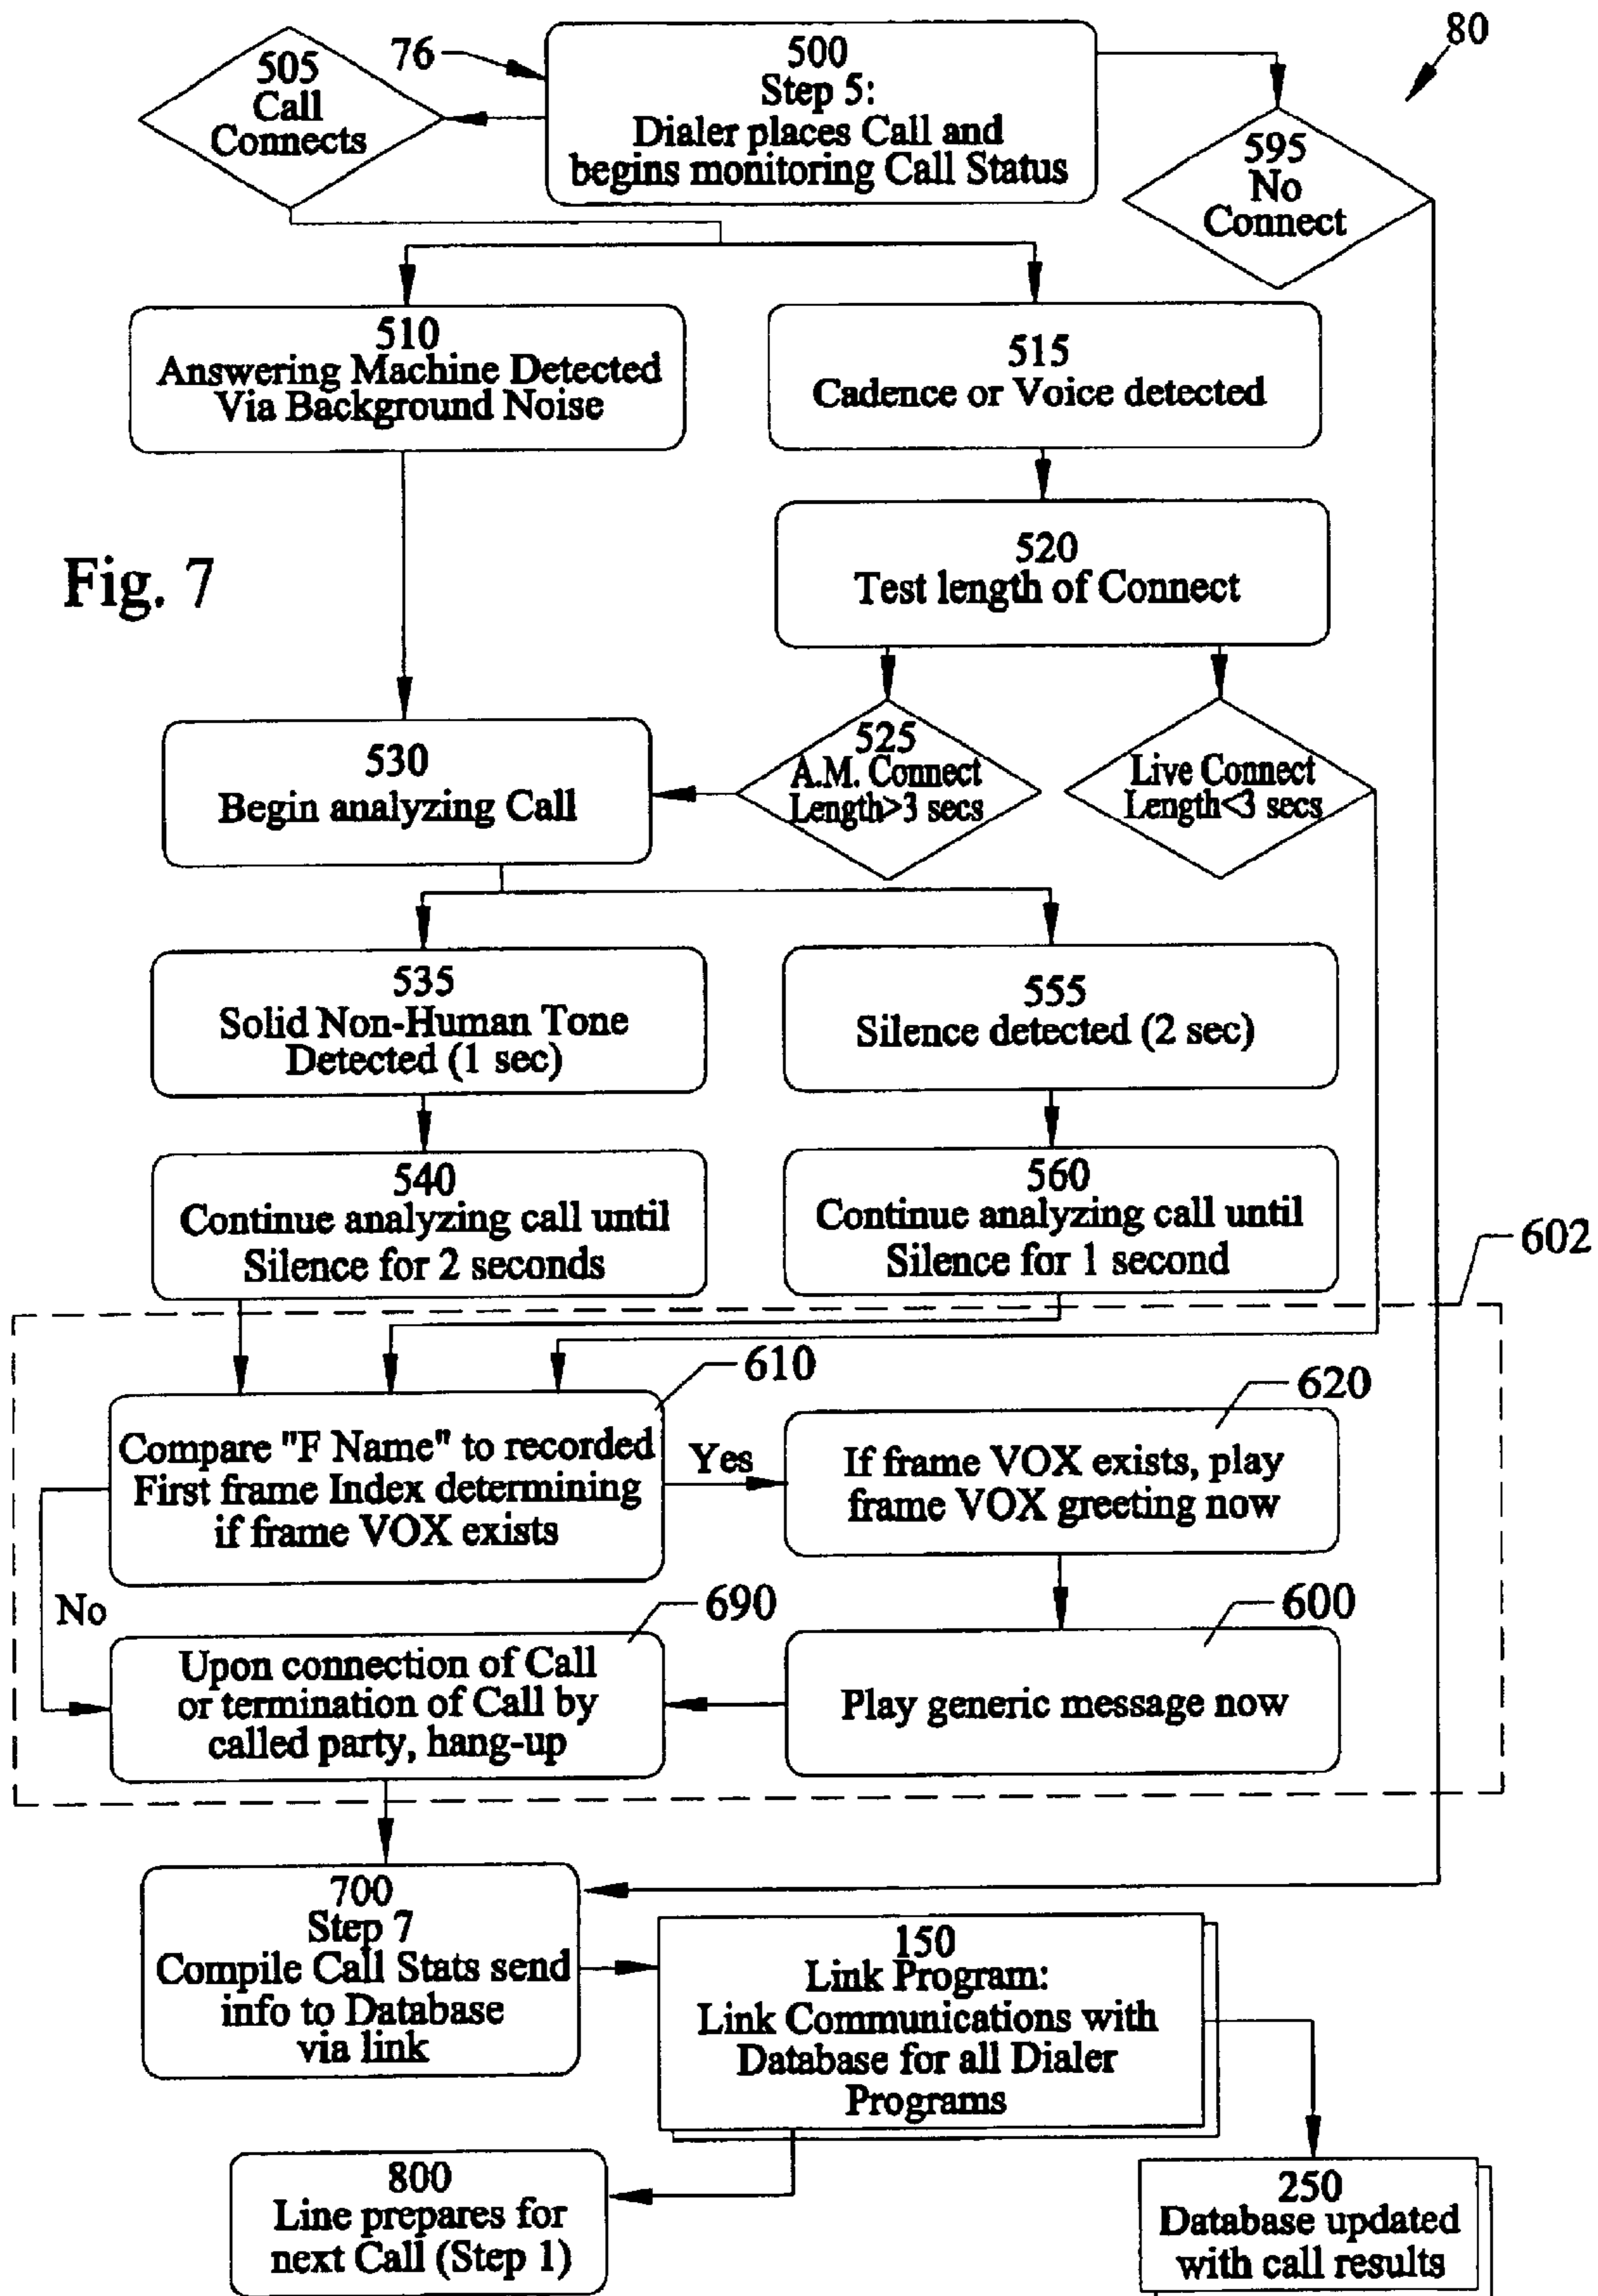 80
76
500
Step 5:
Dialer places Call and
begins monitoring Call Status
505
Call
Connects
595
No
Connect
510
Answering Machine Detected
Via Background Noise
515
Cadence or Voice detected
520
Test length of Connect
Fig. 7
530
Begin analyzing Call
525
A.M. Connect
Length>3 secs
Live Connect
Length<3 secs
535
Solid Non-Human Tone
Detected (1 sec)
555
Silence detected (2 sec)
540
Continue analyzing call until
Silence for 2 seconds
560
Continue analyzing call until
Silence for 1 second
602
610
Compare "F Name" to recorded
First frame Index determining
if frame VOX exists
Yes
620
If frame VOX exists, play
frame VOX greeting now
No
690
Upon connection of Call
or termination of Call by
called party, hang-up
600
Play generic message now
700
Step 7
Compile Call Stats send
info to Database
via link
150
Link Program:
Link Communications with
Database for all Dialer
Programs
800
Line prepares for
next Call (Step 1)
250
Database updated
with call results